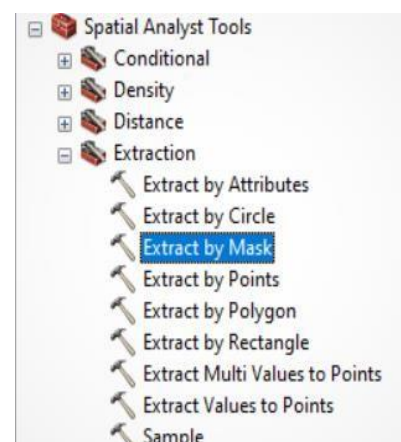 Spatial Analyst Tools
Conditional
Density
Distance
Extraction
Extract by Attributes
Extract by Circle
Extract by Mask
Extract by Points
Extract by Polygon
Extract by Rectangle
Extract Multi Values to Points
Extract Values to Points
Sample